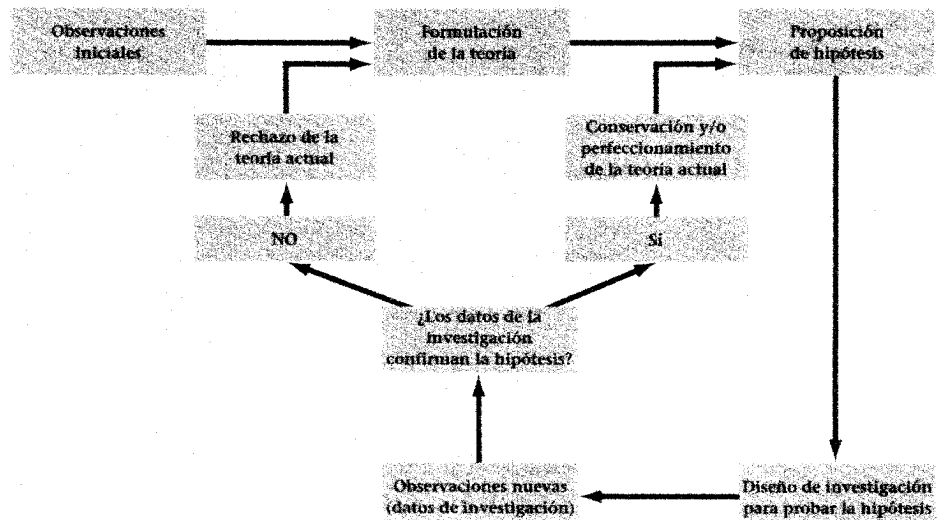 Observaciones
iniciales
Formulación
de la teoría
Proposición
de hipótesis
Rechazo de la
teoría actual
Conservación y/o
perfeccionamiento
de la teoría actual
NO
Sí
¿Los datos de la
investigación
confirman la hipótesis?
Observaciones nuevas
(datos de investigación)
Diseño de investigación
para probar la hipótesis